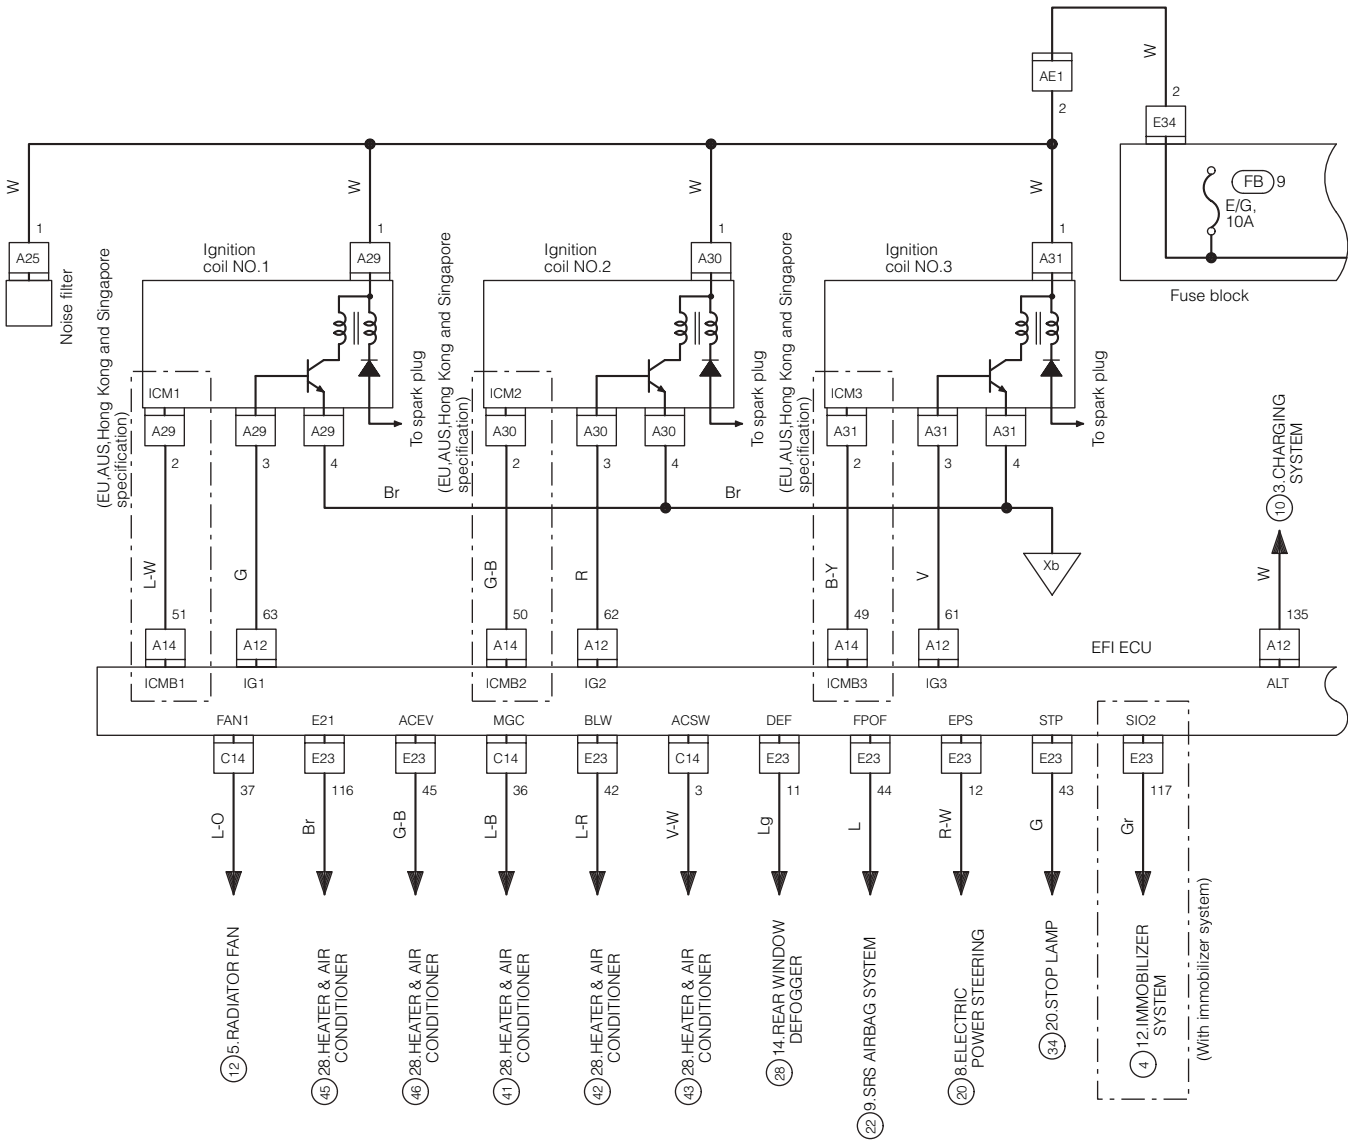 W
AE1
2
2
E34
W
FB 9
E/G,
10A
Fuse block
W
1
A25
Noise filter
W
1
Ignition
coil NO.1
A29
(EU,AUS,Hong Kong and Singapore
specification)
ICM1
A29
2
A29
3
A29
4
To spark plug
W
1
Ignition
coil NO.2
A30
(EU,AUS,Hong Kong and Singapore
specification)
ICM2
A30
2
A30
3
A30
4
To spark plug
W
1
Ignition
coil NO.3
A31
(EU,AUS,Hong Kong and Singapore
specification)
ICM3
A31
2
A31
3
A31
4
To spark plug
Br
Br
Xb
10 3.CHARGING
SYSTEM
L-W
G
G-B
R
B-Y
V
W
51
63
50
62
49
61
135
A14
A12
A14
A12
A14
A12
EFI ECU
A12
ICMB1
IG1
ICMB2
IG2
ICMB3
IG3
ALT
FAN1
E21
ACEV
MGC
BLW
ACSW
DEF
FPOF
EPS
STP
SIO2
C14
E23
E23
C14
E23
C14
E23
E23
E23
E23
E23
37
116
45
36
42
3
11
44
12
43
117
L-O
Br
G-B
L-B
L-R
V-W
Lg
L
R-W
G
Gr
12 5.RADIATOR FAN
45 28.HEATER & AIR
CONDITIONER
46 28.HEATER & AIR
CONDITIONER
41 28.HEATER & AIR
CONDITIONER
42 28.HEATER & AIR
CONDITIONER
43 28.HEATER & AIR
CONDITIONER
28 14.REAR WINDOW
DEFOGGER
22 9.SRS AIRBAG SYSTEM
20 8.ELECTRIC
POWER STEERING
34 20.STOP LAMP
4 12.IMMOBILIZER
SYSTEM
(With immobilizer system)